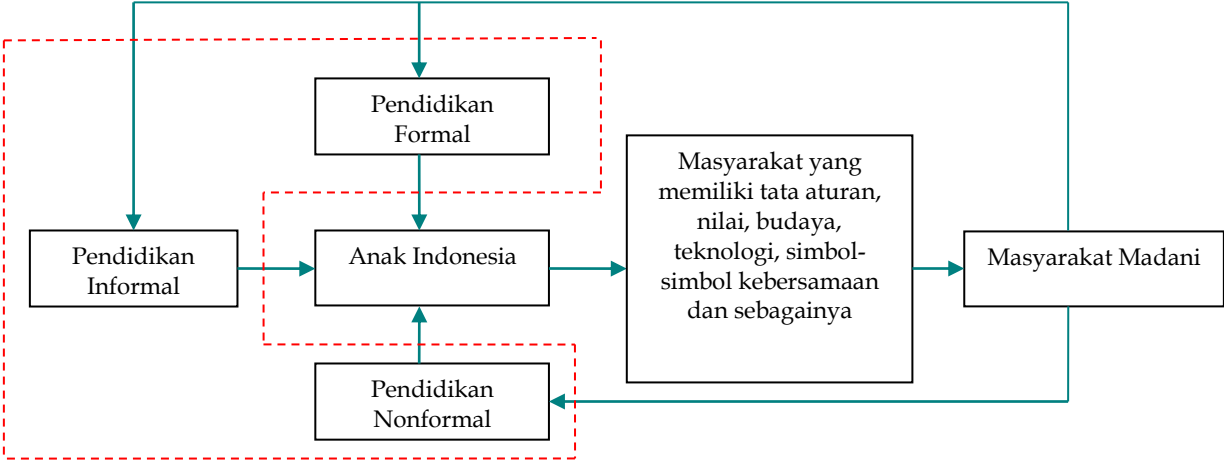 Pendidikan
Formal
Pendidikan
Informal
Anak Indonesia
Pendidikan
Nonformal
Masyarakat yang
memiliki tata aturan,
nilai, budaya,
teknologi, simbol-
simbol kebersamaan
dan sebagainya
Masyarakat Madani